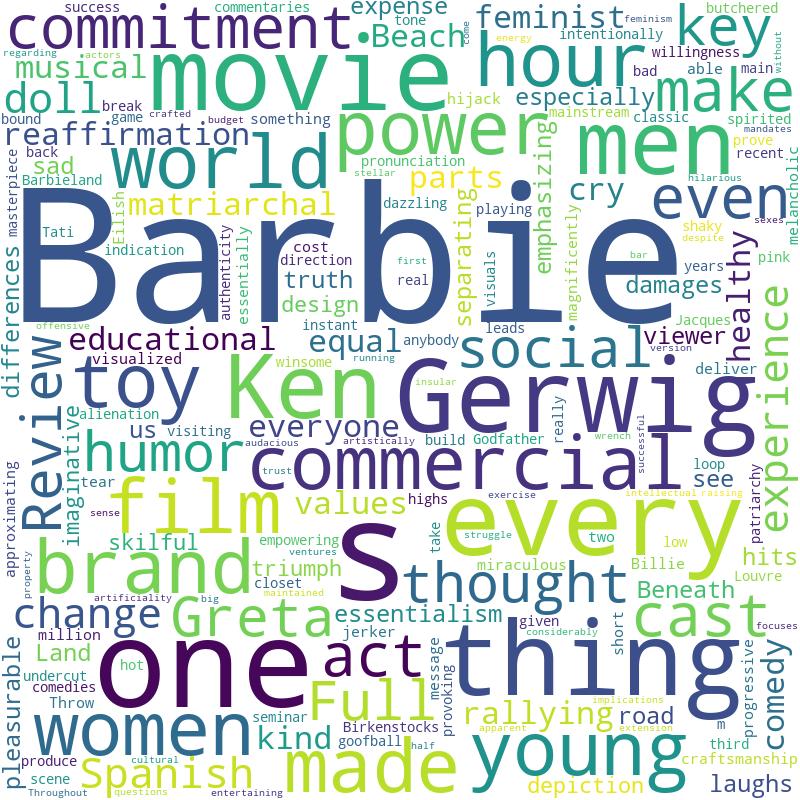 success
commentaries
expense
feminist
feminism
butchered
key
commitment
tone
Beach
come
intentionally
regarding
actors
energy
willingness
without
musical
movie
hour
bad
able
main
doll
break
crafted
budget
something
hijack
especially
make
mainstream
classic
spirited
bound
game
power
men
prove
mandates
reaffirmation
recent
masterpiece
back
world
pronunciation
stellar
parts
emphasizing
cry
even
hilarious
melancholic
sad
Barbieland
matriarchal
dazzling
playing
separating
magnificently
sexes
Barbie
Eilish
Tati
indication
authenticity
essentially
cost
direction
truth
first
real
visuals
bar
shaky
despite
years
pink
healthy
differences
design
damages
offensive
educational
instant
equal
leads
anybody
social
Jacques
viewer
version
visualized
running
winsome
deliver
experience
Review
toy
Ken
insular
Gerwig
alienation
imaginative
us
visiting
everyone
audacious
artistically
build
Godfather
really
wrench
successful
humor
commercial
loop
see
patriarchy
tear
trust
approximating
film
values
highs
exercise
every
intellectual
raising
sense
skilful
empowering
take
struggle
two
low
hits
brand
triumph
s
miraculous
Billie
Louvre
property
closet
ventures
thought
Beneath
artificiality
big
maintained
change
Greta
essentialism
given
considerably
short
cast
focuses
million
jerker
one
act
message
provoking
thing
progressive
comedy
pleasurable
Land
hot
undercut
comedies
Throw
Full
implications
rallying
road
m
women
seminar
kind
Birkenstocks
goofball
half
apparent
extension
third
craftsmanship
produce
cultural
scene
Spanish
made
young
depiction
laughs
Throughout
questions
entertaining